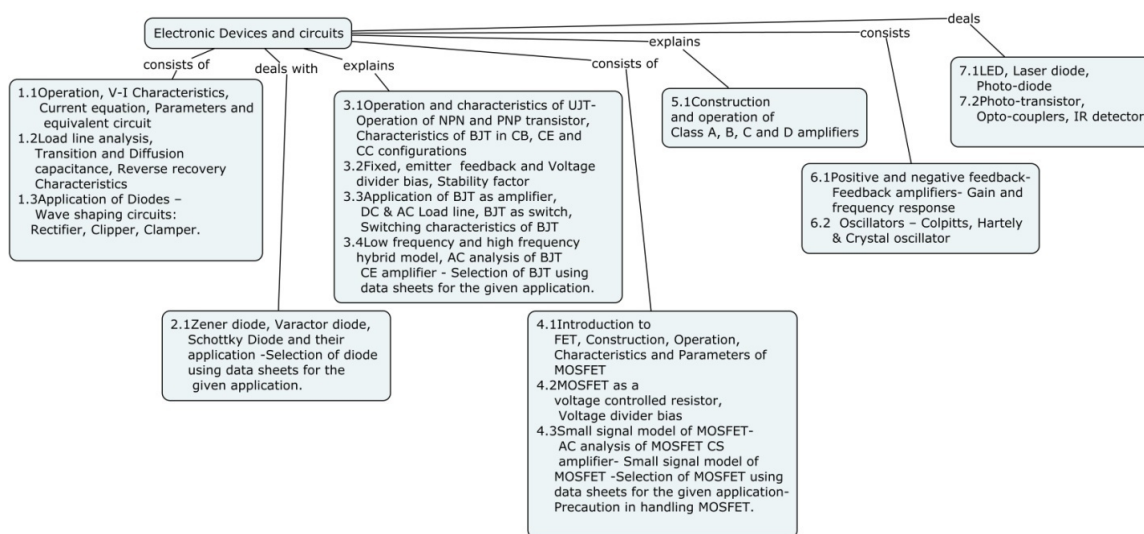 Electronic Devices and circuits
consists of
deals with
explains
consists of
explains
consists
deals
1.1Operation, V-I Characteristics,
Current equation, Parameters and
equivalent circuit
1.2Load line analysis,
Transition and Diffusion
capacitance, Reverse recovery
Characteristics
1.3Application of Diodes –
Wave shaping circuits:
Rectifier, Clipper, Clamper.
2.1Zener diode, Varactor diode,
Schottky Diode and their
application -Selection of diode
using data sheets for the
given application.
3.1Operation and characteristics of UJT-
Operation of NPN and PNP transistor,
Characteristics of BJT in CB, CE and
CC configurations
3.2Fixed, emitter feedback and Voltage
divider bias, Stability factor
3.3Application of BJT as amplifier,
DC & AC Load line, BJT as switch,
Switching characteristics of BJT
3.4Low frequency and high frequency
hybrid model, AC analysis of BJT
CE amplifier - Selection of BJT using
data sheets for the given application.
4.1Introduction to
FET, Construction, Operation,
Characteristics and Parameters of
MOSFET
4.2MOSFET as a
voltage controlled resistor,
Voltage divider bias
4.3Small signal model of MOSFET-
AC analysis of MOSFET CS
amplifier- Small signal model of
MOSFET -Selection of MOSFET using
data sheets for the given application-
Precaution in handling MOSFET.
5.1Construction
and operation of
Class A, B, C and D amplifiers
6.1Positive and negative feedback-
Feedback amplifiers- Gain and
frequency response
6.2 Oscillators – Colpitts, Hartely
& Crystal oscillator
7.1LED, Laser diode,
Photo-diode
7.2Photo-transistor,
Opto-couplers, IR detector